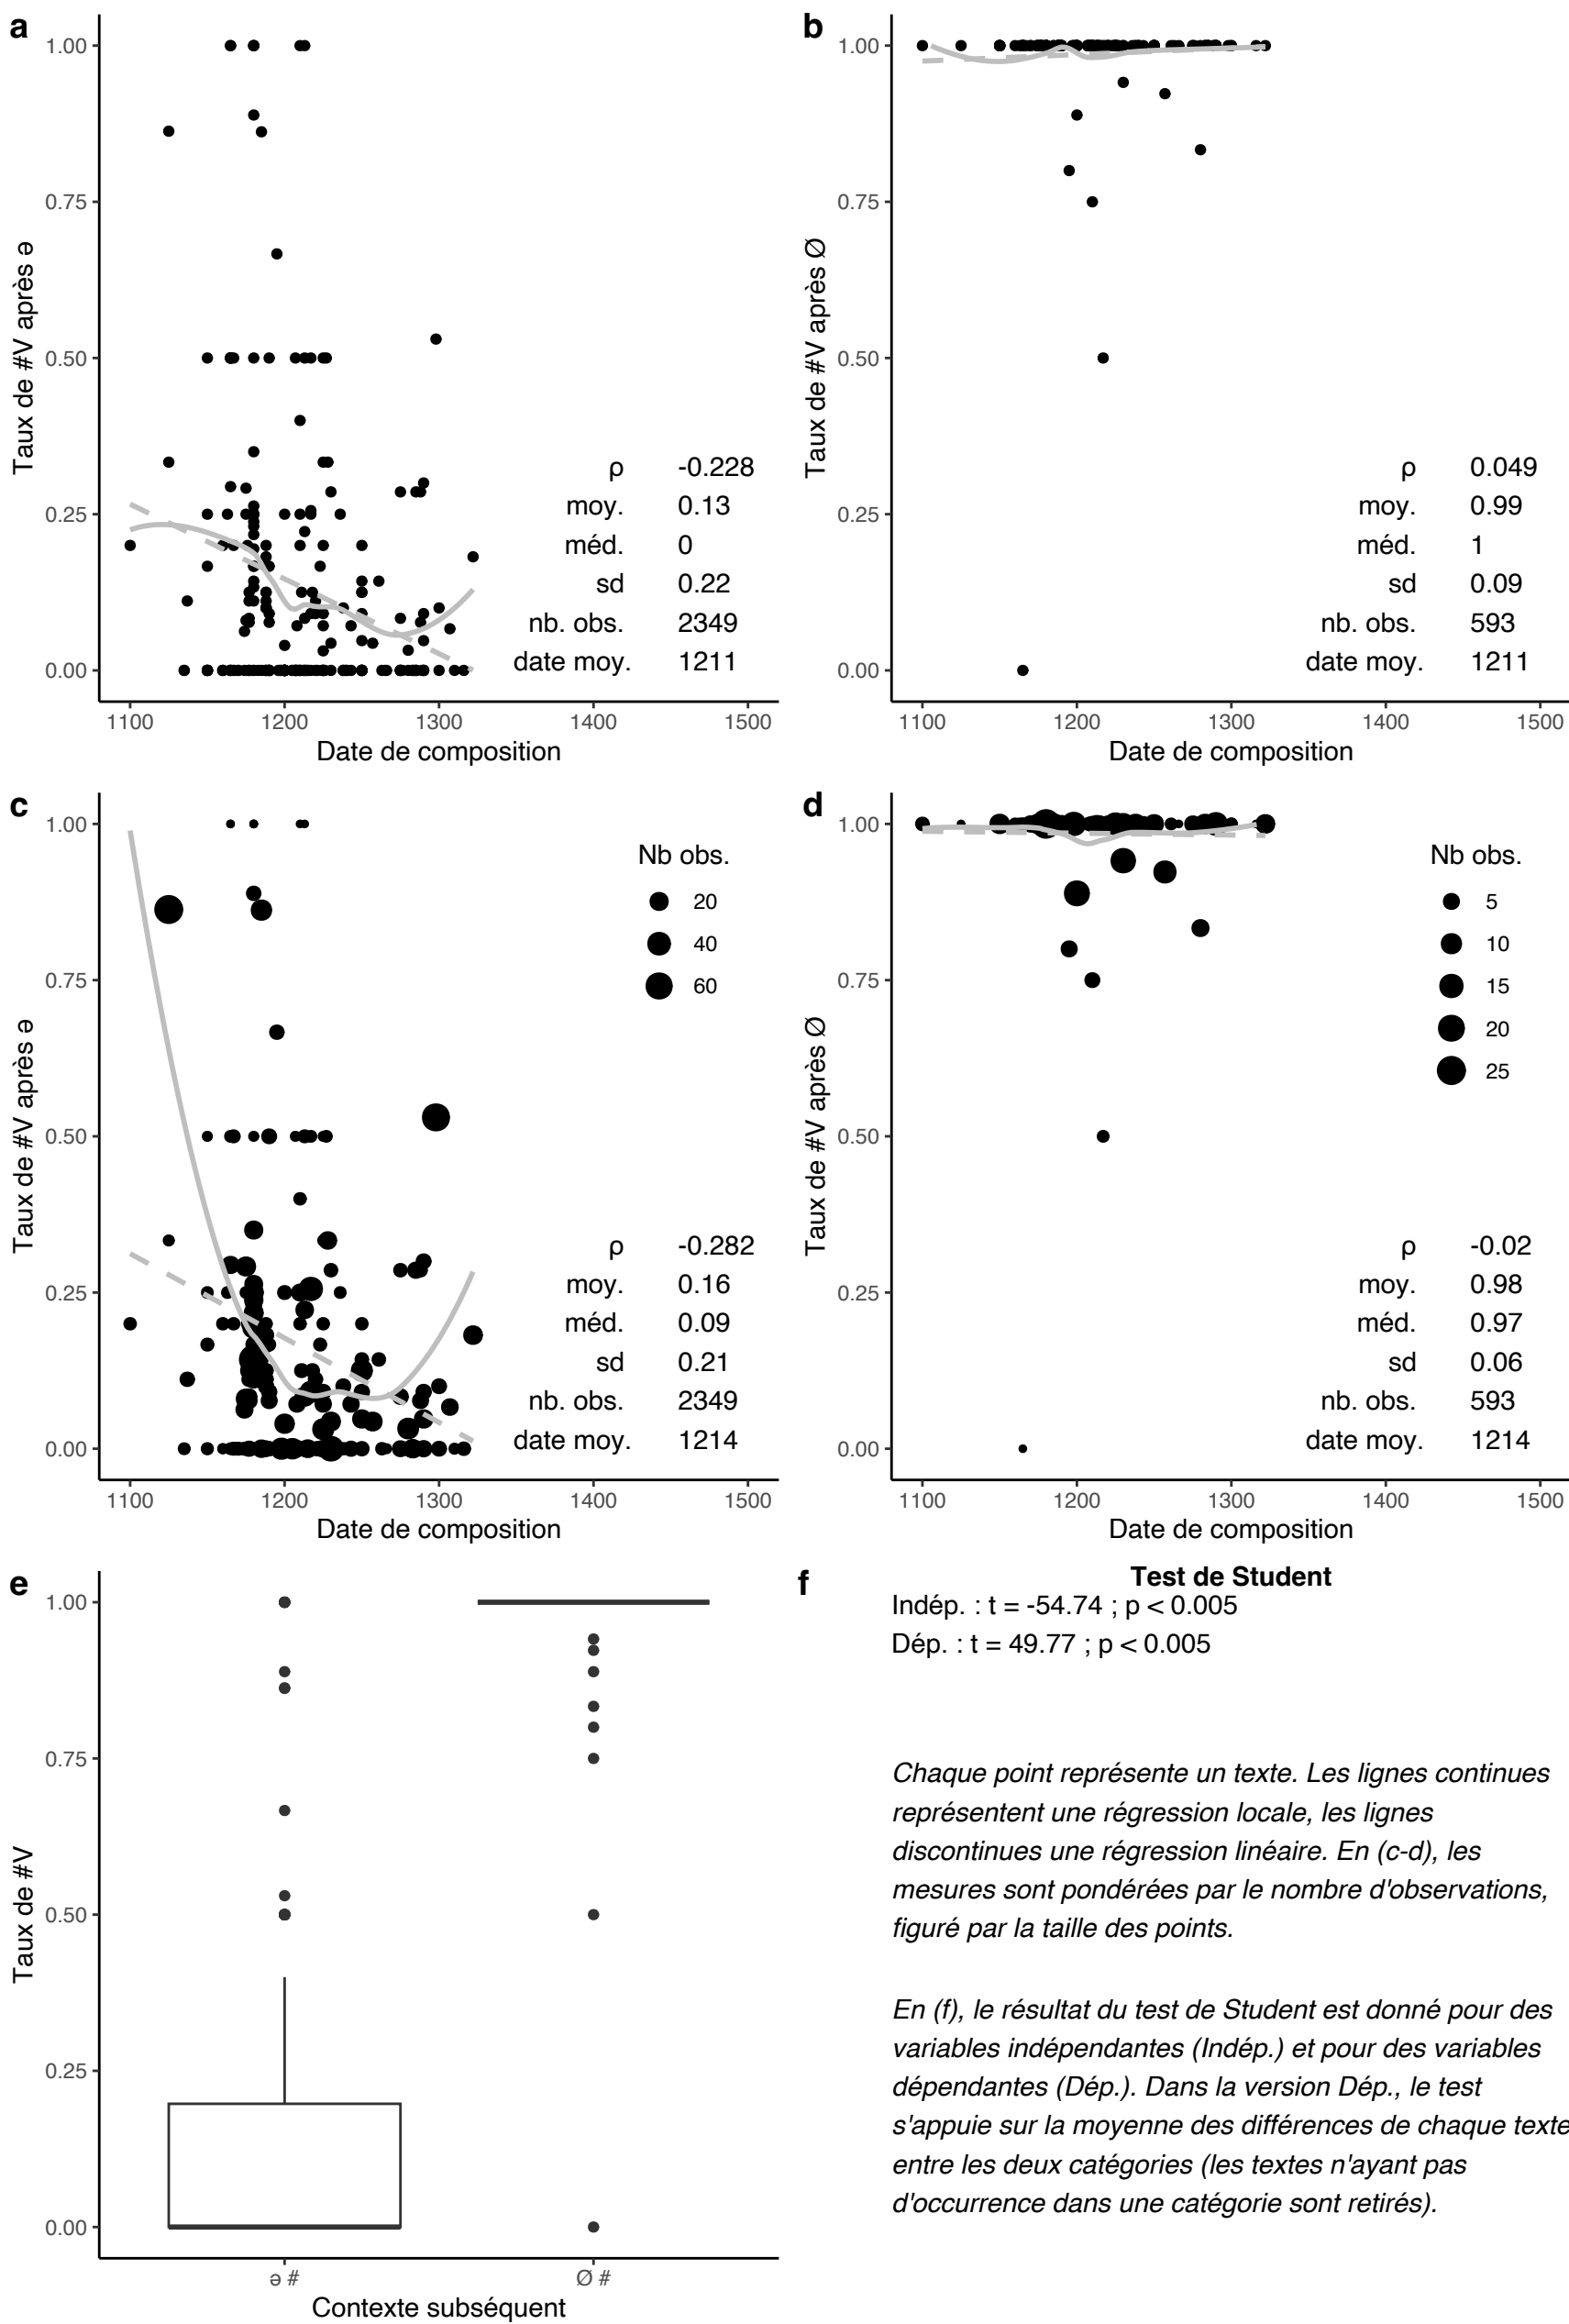 a
Taux de #V après ə
1.00
0.75
0.50
0.25
0.00
ρ -0.228
moy. 0.13
méd. 0
sd 0.22
nb. obs. 2349
date moy. 1211
1100 1200 1300 1400 1500
Date de composition
b
Taux de #V après Ø
1.00
0.75
0.50
0.25
0.00
ρ 0.049
moy. 0.99
méd. 1
sd 0.09
nb. obs. 593
date moy. 1211
1100 1200 1300 1400 1500
Date de composition
c
Taux de #V après ə
1.00
0.75
0.50
0.25
0.00
Nb obs.
20
40
60
ρ -0.282
moy. 0.16
méd. 0.09
sd 0.21
nb. obs. 2349
date moy. 1214
1100 1200 1300 1400 1500
Date de composition
d
Taux de #V après Ø
1.00
0.75
0.50
0.25
0.00
Nb obs.
5
10
15
20
25
ρ -0.02
moy. 0.98
méd. 0.97
sd 0.06
nb. obs. 593
date moy. 1214
1100 1200 1300 1400 1500
Date de composition
e
Taux de #V
1.00
0.75
0.50
0.25
0.00
ə # Ø #
Contexte subséquent
f
Test de Student
Indép. : t = -54.74 ; p < 0.005
Dép. : t = 49.77 ; p < 0.005
Chaque point représente un texte. Les lignes continues
représentent une régression locale, les lignes
discontinues une régression linéaire. En (c-d), les
mesures sont pondérées par le nombre d'observations,
figuré par la taille des points.
En (f), le résultat du test de Student est donné pour des
variables indépendantes (Indép.) et pour des variables
dépendantes (Dép.). Dans la version Dép., le test
s'appuie sur la moyenne des différences de chaque texte
entre les deux catégories (les textes n'ayant pas
d'occurrence dans une catégorie sont retirés).